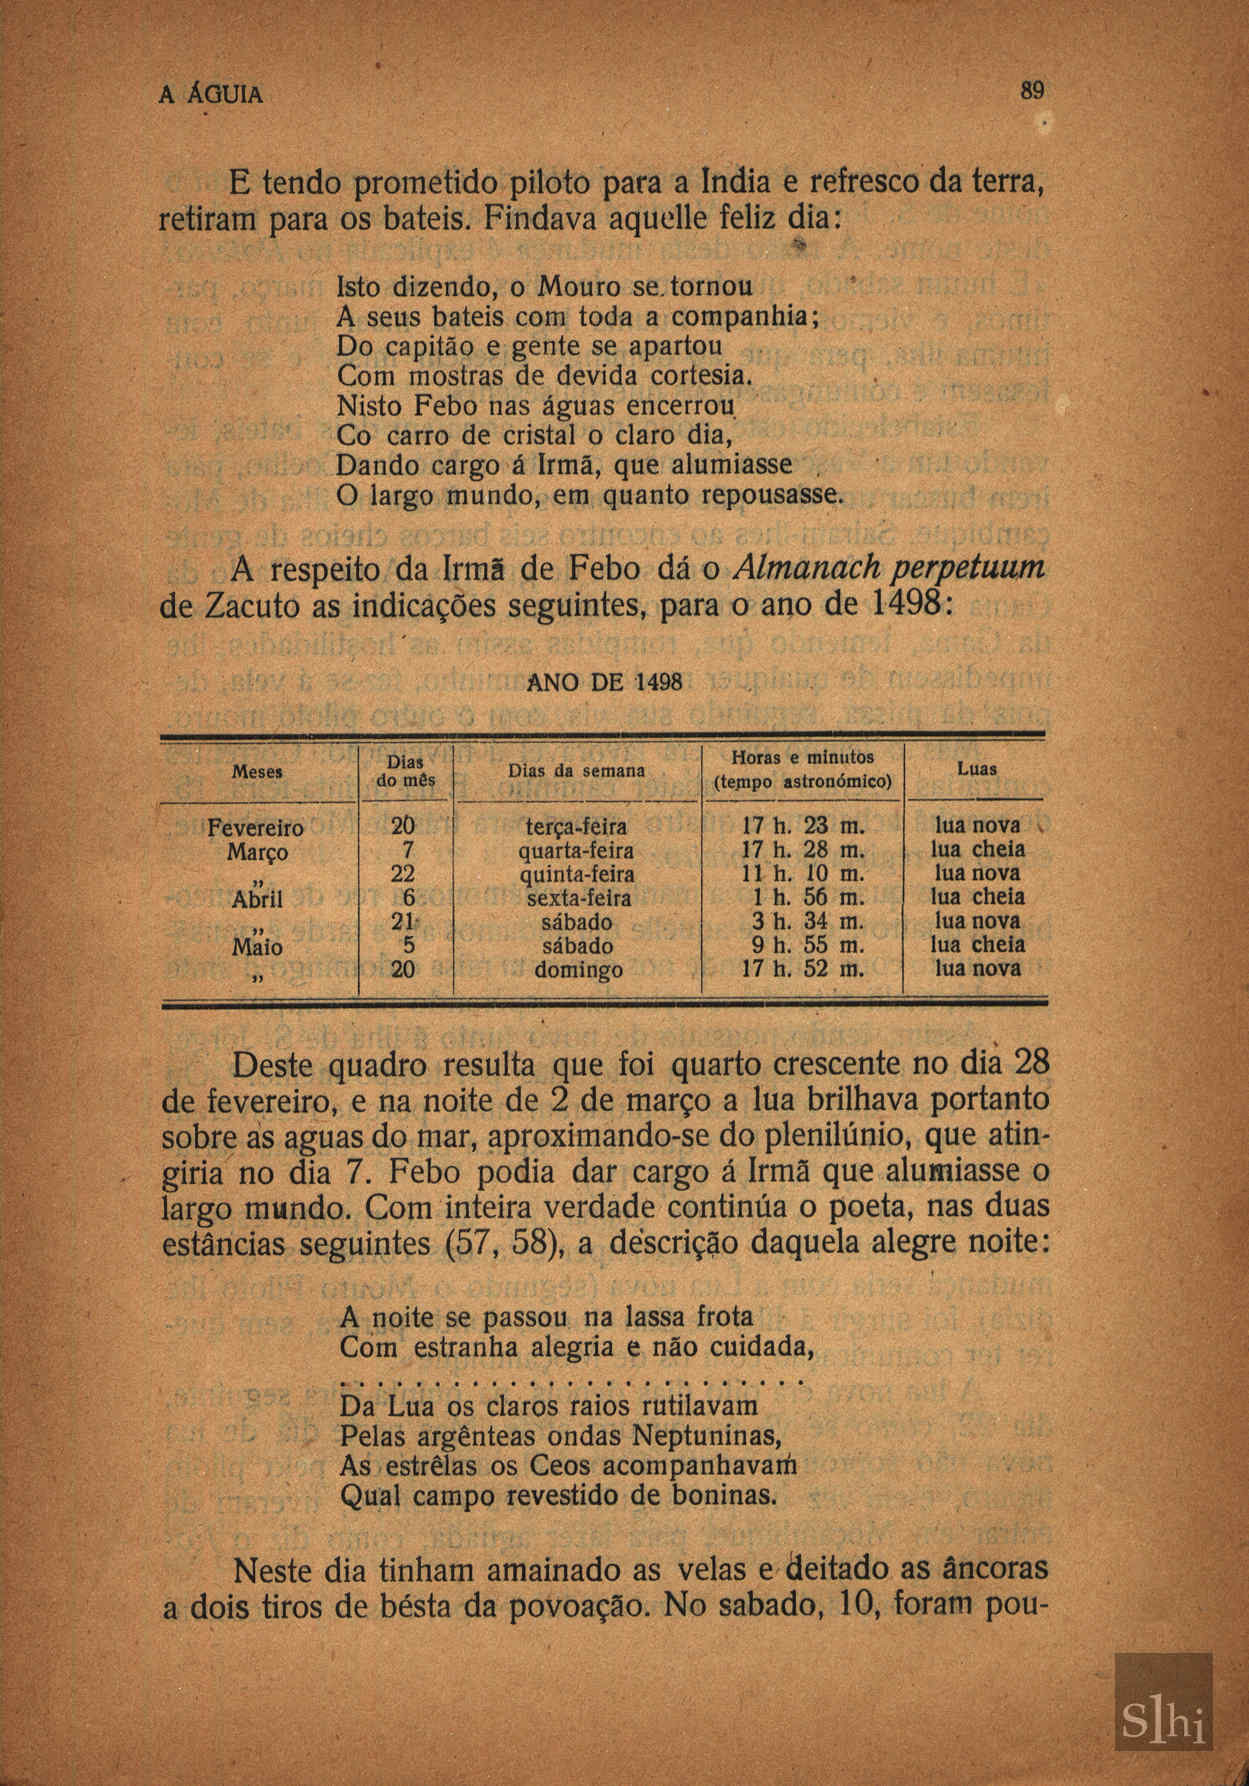 A ÁGUIA 89
E tendo prometido piloto para a India e refresco da terra,
retiram para os bateis. Findava aquelle feliz dia:
Isto dizendo, o Mouro se tornou
A seus bateis com toda a companhia;
Do capitão e gente se apartou
Com mostras de devida cortesia.
Nisto Febo nas águas encerrou
Co carro de cristal o claro dia,
Dando cargo á Irmã, que alumiasse
O largo mundo, em quanto repousasse.
A respeito da Irmã de Febo dá o Almanach perpetuum
de Zacuto as indicações seguintes, para o ano de 1498:
ANO DE 1498
Meses Dias do mês Dias da semana Horas e minutos (tempo astronómico) Luas
Fevereiro 20 terça-feira 17 h. 23 m. lua nova
Março 7 quarta-feira 17 h. 28 m. lua cheia
„ 22 quinta-feira 11 h. 10 m. lua nova
Abril 6 sexta-feira 1 h. 56 m. lua cheia
„ 21 sábado 3 h. 34 m. lua nova
Maio 5 sábado 9 h. 55 m. lua cheia
„ 20 domingo 17 h. 52 m. lua nova
Deste quadro resulta que foi quarto crescente no dia 28
de fevereiro, e na noite de 2 de março a lua brilhava portanto
sobre as aguas do mar, aproximando-se do plenilúnio, que atin-
giria no dia 7. Febo podia dar cargo á Irmã que alumiasse o
largo mundo. Com inteira verdade continúa o poeta, nas duas
estâncias seguintes (57, 58), a descrição daquela alegre noite:
A noite se passou na lassa frota
Com estranha alegria e não cuidada,
. . . . . . . . . . . . . . . . . . . . . . . . .
Da Lua os claros raios rutilavam
Pelas argênteas ondas Neptuninas,
As estrêlas os Ceos acompanhavam
Qual campo revestido de boninas.
Neste dia tinham amainado as velas e deitado as âncoras
a dois tiros de bésta da povoação. No sabado, 10, foram pou-
slhi